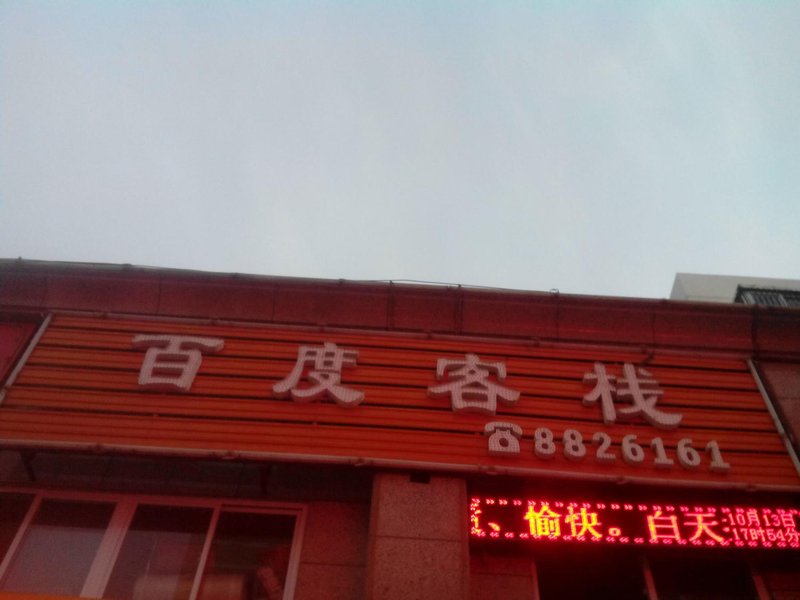 百度客栈
☎8826161
、愉快。白天
10月13日
17时54分